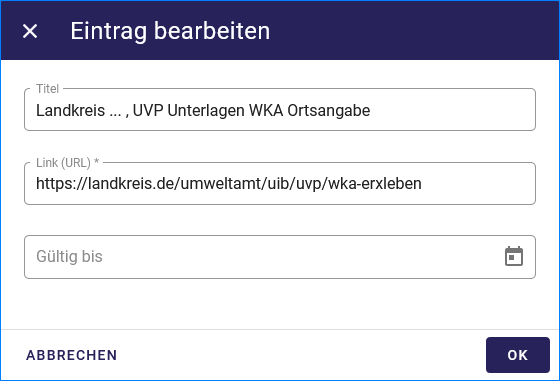 Eintrag bearbeiten
Titel
Landkreis ... , UVP Unterlagen WKA Ortsangabe
Link (URL) *
https://landkreis.de/umweltamt/uib/uvp/wka-erxleben
Gültig bis
ABBRECHEN
OK